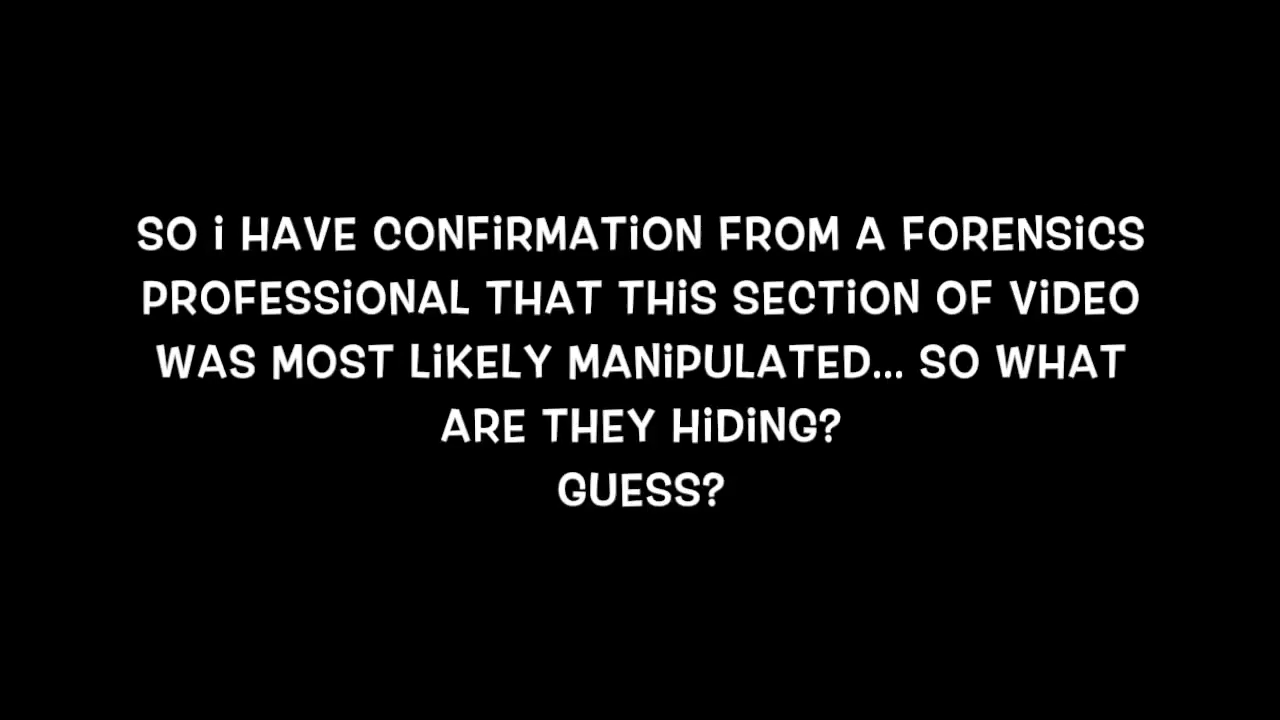 SO i HAVE CONFiRMATiON FROM A FORENSiCS
PROFESSiONAL THAT THiS SECTiON OF ViDEO
WAS MOST LiKELY MANiPULATED... SO WHAT
ARE THEY HiDiNG?
GUESS?